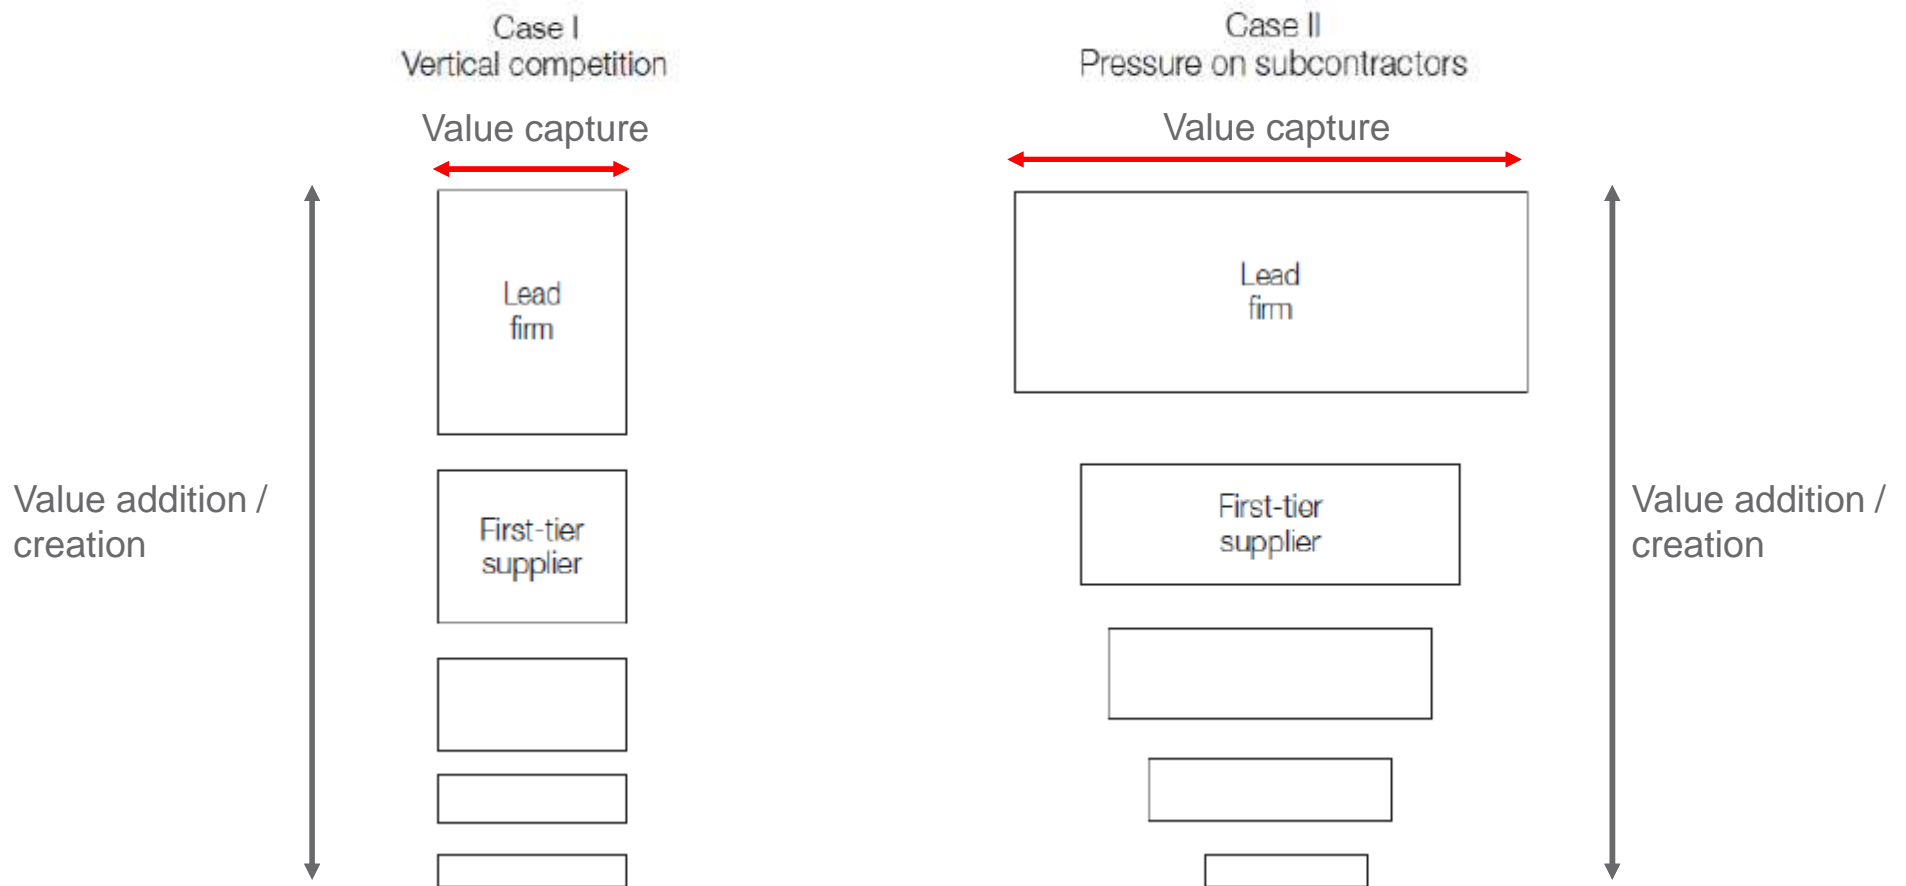 Case I
Vertical competition
Value capture
Lead
firm
First-tier
supplier
Value addition /
creation
Case II
Pressure on subcontractors
Value capture
Lead
firm
First-tier
supplier
Value addition /
creation